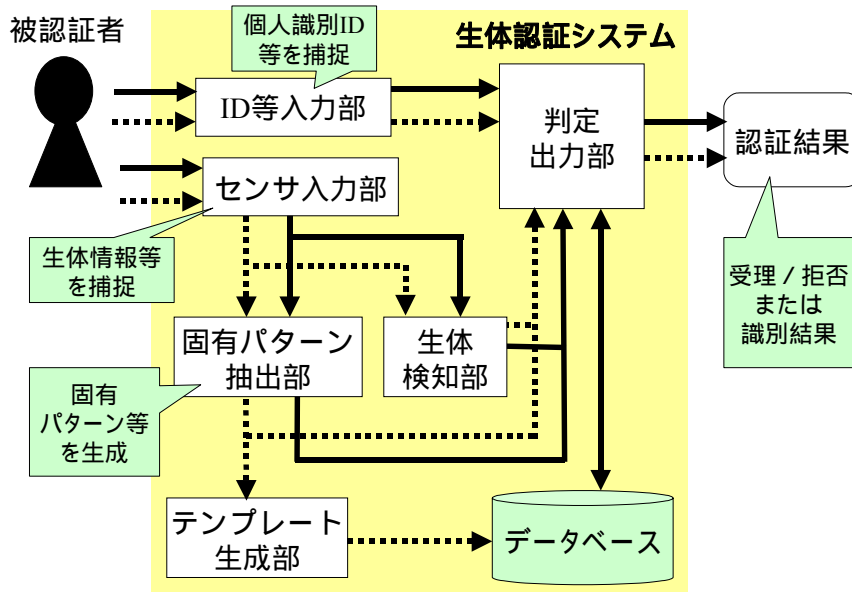 被認証者
個人識別ID
等を捕捉
生体認証システム
ID等入力部
判定
出力部
認証結果
センサ入力部
生体情報等
を捕捉
受理 / 拒否
または
識別結果
固有パターン
抽出部
生体
検知部
固有
パターン等
を生成
テンプレート
生成部
データベース